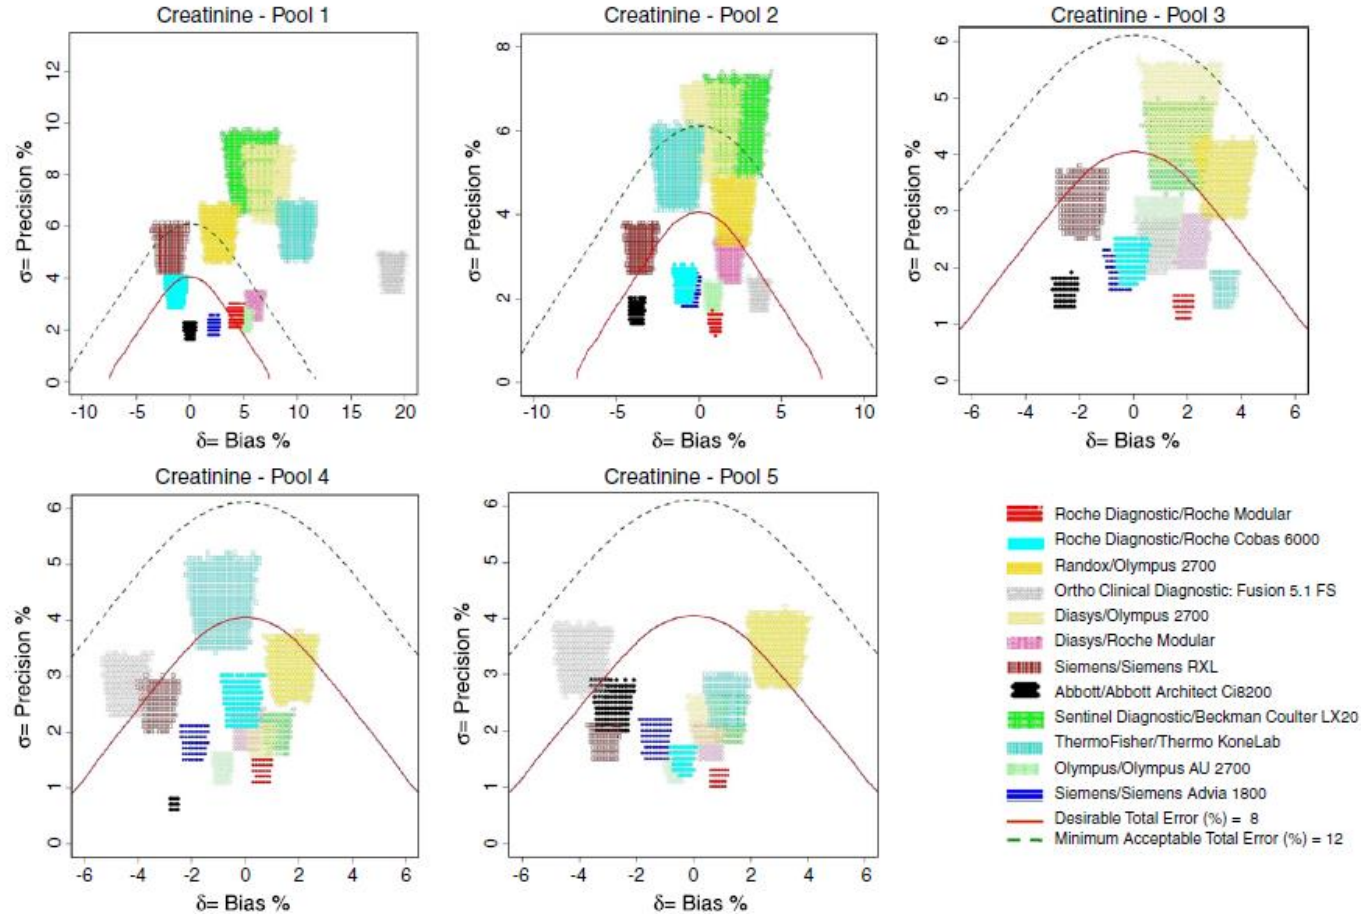 Creatinine - Pool 1
12
10
8
6
4
2
0
σ= Precision %
-10 -5 0 5 10 15 20
δ= Bias %
Creatinine - Pool 2
8
6
4
2
0
σ= Precision %
-10 -5 0 5 10
δ= Bias %
Creatinine - Pool 3
6
5
4
3
2
1
0
σ= Precision %
-6 -4 -2 0 2 4 6
δ= Bias %
Creatinine - Pool 4
6
5
4
3
2
1
0
σ= Precision %
-6 -4 -2 0 2 4 6
δ= Bias %
Creatinine - Pool 5
6
5
4
3
2
1
0
σ= Precision %
-6 -4 -2 0 2 4 6
δ= Bias %
Roche Diagnostic/Roche Modular
Roche Diagnostic/Roche Cobas 6000
Randox/Olympus 2700
Ortho Clinical Diagnostic: Fusion 5.1 FS
Diasys/Olympus 2700
Diasys/Roche Modular
Siemens/Siemens RXL
Abbott/Abbott Architect Ci8200
Sentinel Diagnostic/Beckman Coulter LX20
ThermoFisher/Thermo KoneLab
Olympus/Olympus AU 2700
Siemens/Siemens Advia 1800
Desirable Total Error (%) = 8
Minimum Acceptable Total Error (%) = 12